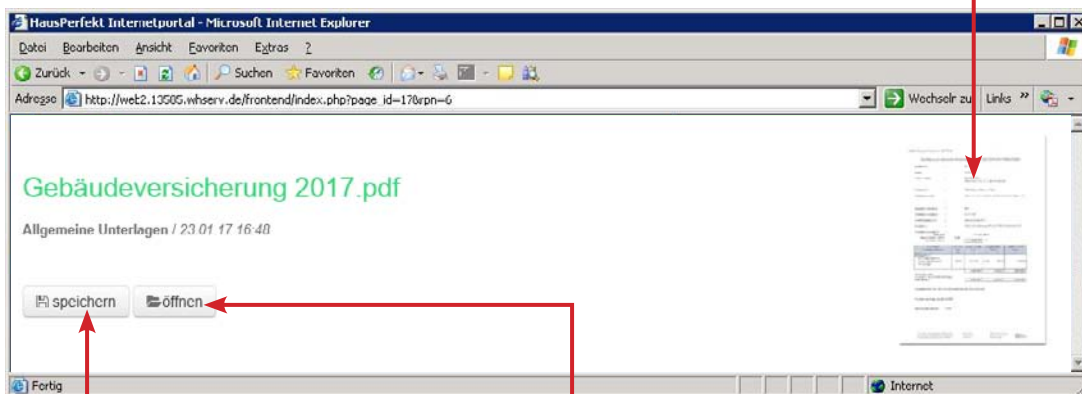 HausPerfekt Internetportal - Microsoft Internet Explorer
Datei Bearbeiten Ansicht Favoriten Extras ?
Zurück Suchen Favoriten
Adresse http://web2.13505.whserv.de/frontend/index.php?page_id=178rpn=6 Wechseln zu Links »
Gebäudeversicherung 2017.pdf
Allgemeine Unterlagen / 23.01.17 16:48
speichern öffnen
Fertig Internet